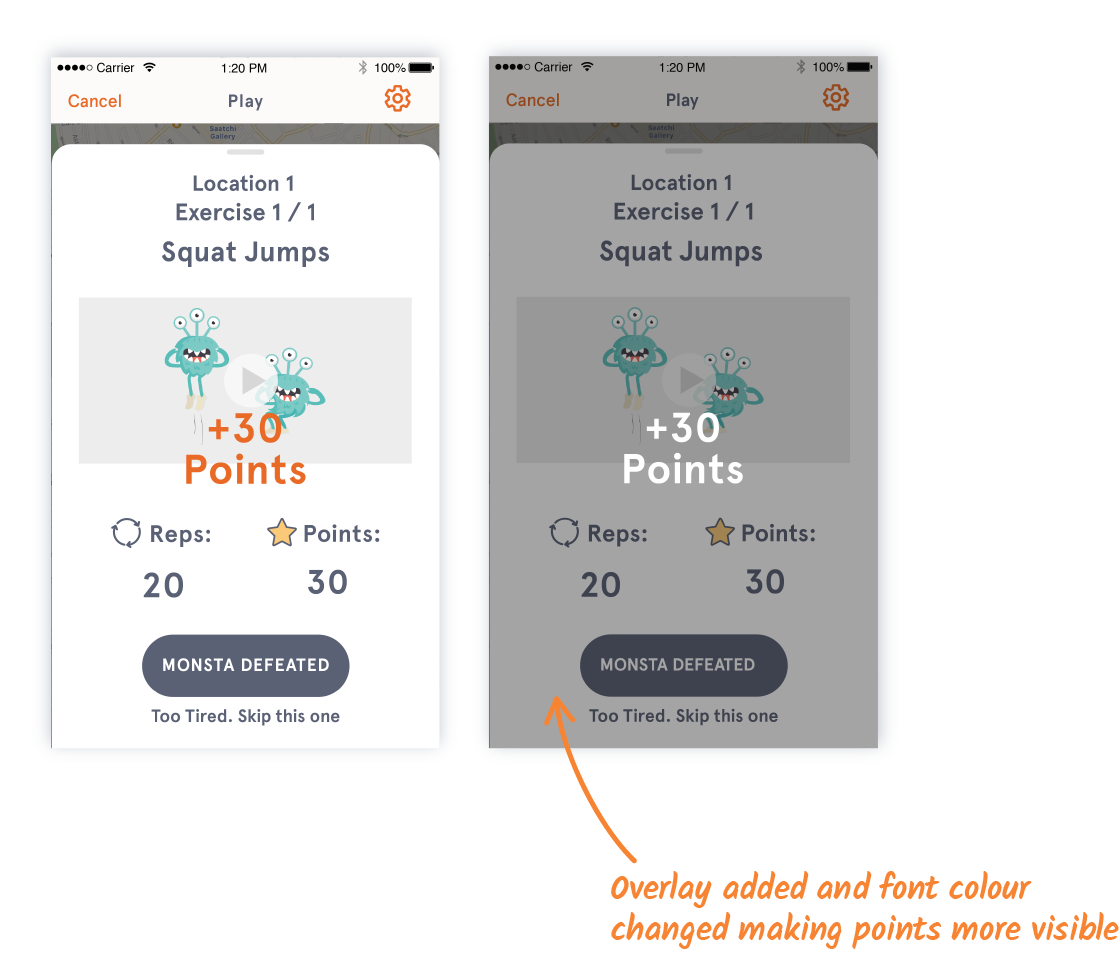 Carrier 1:20 PM 100%
Cancel Play
Saatchi
Gallery
Location 1
Exercise 1 / 1
Squat Jumps
+30
Points
Reps: Points:
20 30
MONSTA DEFEATED
Too Tired. Skip this one
Carrier 1:20 PM 100%
Cancel Play
Saatchi
Gallery
Location 1
Exercise 1 / 1
Squat Jumps
+30
Points
Reps: Points:
20 30
MONSTA DEFEATED
Too Tired. Skip this one
Overlay added and font colour
changed making points more visible